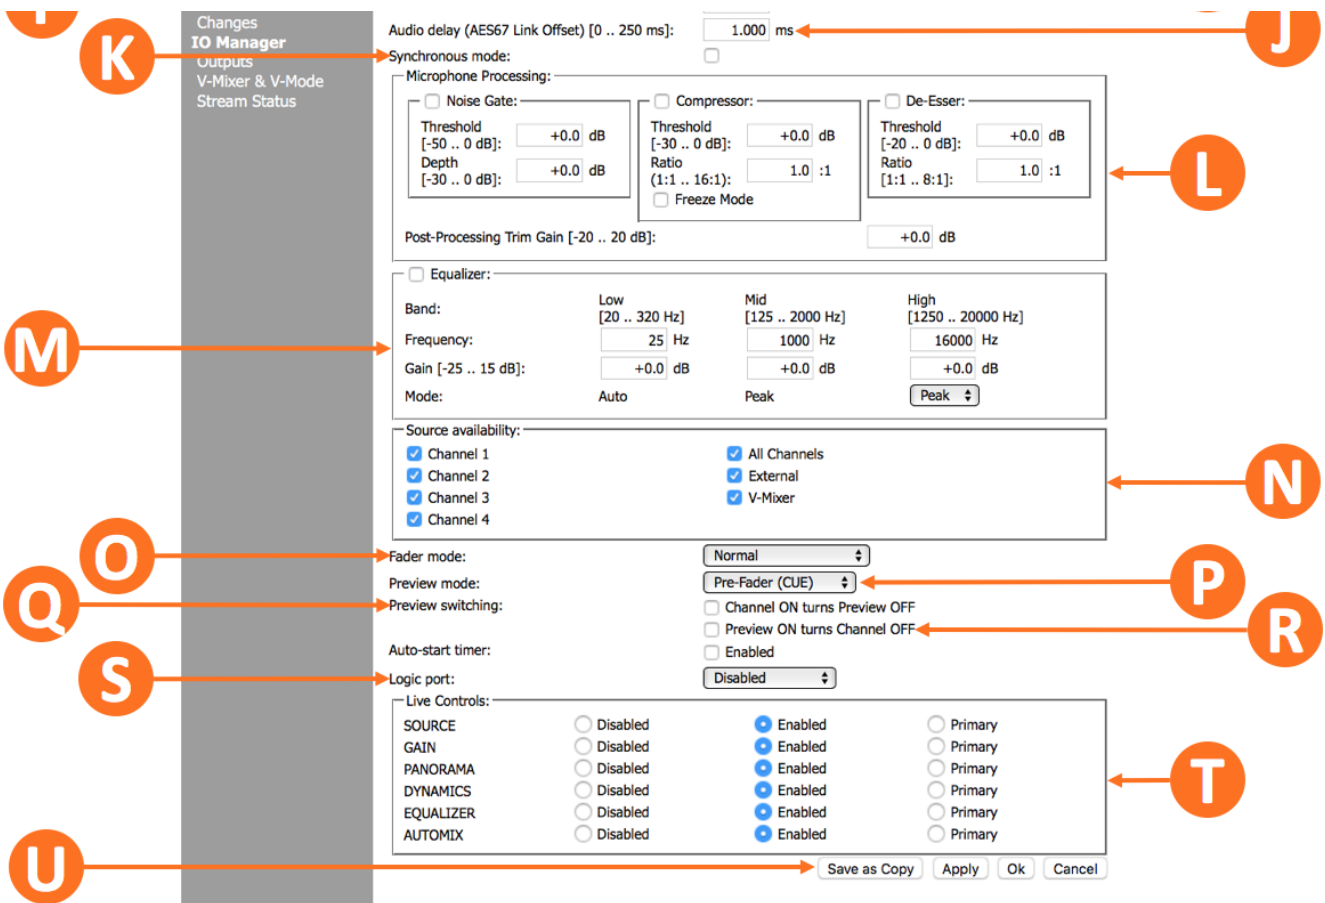 J
Changes
Audio delay (AES67 Link Offset) [0 .. 250 ms]: 1.000 ms
IO Manager
K
Synchronous mode:
Outputs
V-Mixer & V-Mode
Stream Status
Microphone Processing:
Noise Gate: Compressor: De-Esser:
Threshold Threshold Threshold
[-50 .. 0 dB]: +0.0 dB [-30 .. 0 dB]: +0.0 dB [-20 .. 0 dB]: +0.0 dB
Depth Ratio Ratio
[-30 .. 0 dB]: +0.0 dB (1:1 .. 16:1): 1.0 :1 [1:1 .. 8:1]: 1.0 :1
L
Freeze Mode
Post-Processing Trim Gain [-20 .. 20 dB]: +0.0 dB
Equalizer:
Low Mid High
Band: [20 .. 320 Hz] [125 .. 2000 Hz] [1250 .. 20000 Hz]
M
Frequency: 25 Hz 1000 Hz 16000 Hz
Gain [-25 .. 15 dB]: +0.0 dB +0.0 dB +0.0 dB
Mode: Auto Peak Peak
Source availability:
Channel 1 All Channels
Channel 2 External
N
Channel 3 V-Mixer
Channel 4
O
Fader mode: Normal
Preview mode: Pre-Fader (CUE)
P
Q
Preview switching: Channel ON turns Preview OFF
Preview ON turns Channel OFF
R
Auto-start timer: Enabled
S
Logic port: Disabled
Live Controls:
SOURCE Disabled Enabled Primary
GAIN Disabled Enabled Primary
PANORAMA Disabled Enabled Primary
T
DYNAMICS Disabled Enabled Primary
EQUALIZER Disabled Enabled Primary
AUTOMIX Disabled Enabled Primary
U
Save as Copy Apply Ok Cancel